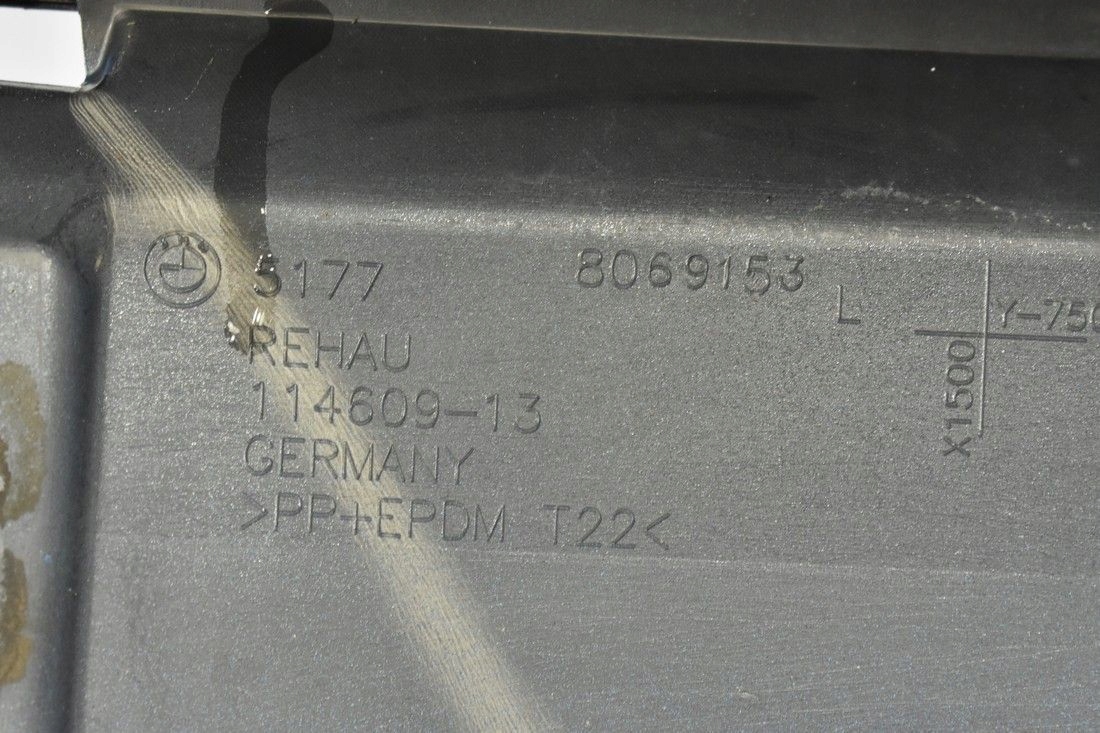 5177 8069153 L
REHAU
114609-13
GERMANY
>PP+EPDM T22<
Y-750
X1500